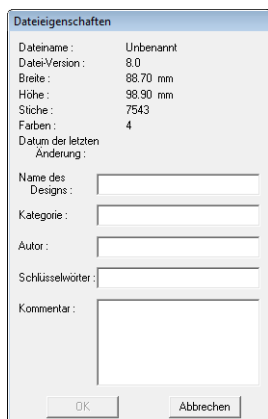 Dateieigenschaften
Dateiname : Unbenannt
Datei-Version : 8.0
Breite : 88.70 mm
Höhe : 98.90 mm
Stiche : 7543
Farben : 4
Datum der letzten
Änderung :
Name des
Designs :
Kategorie :
Autor :
Schlüsselwörter :
Kommentar :
OK Abbrechen